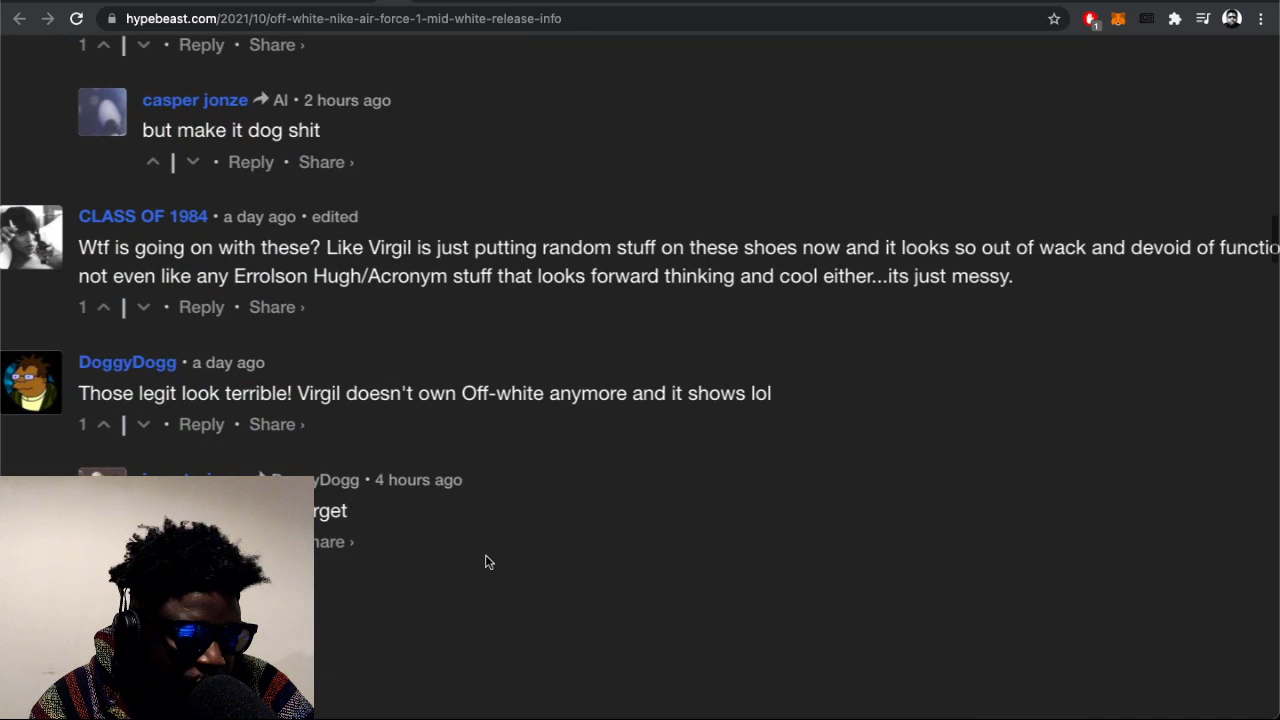 hypebeast.com/2021/10/off-white-nike-air-force-1-mid-white-release-info
1
1 • Reply • Share ›
casper jonze Al • 2 hours ago
but make it dog shit
• Reply • Share ›
CLASS OF 1984 • a day ago • edited
Wtf is going on with these? Like Virgil is just putting random stuff on these shoes now and it looks so out of wack and devoid of functio
not even like any Errolson Hugh/Acronym stuff that looks forward thinking and cool either...its just messy.
1 • Reply • Share ›
DoggyDogg • a day ago
Those legit look terrible! Virgil doesn't own Off-white anymore and it shows lol
1 • Reply • Share ›
yDogg • 4 hours ago
rget
hare ›